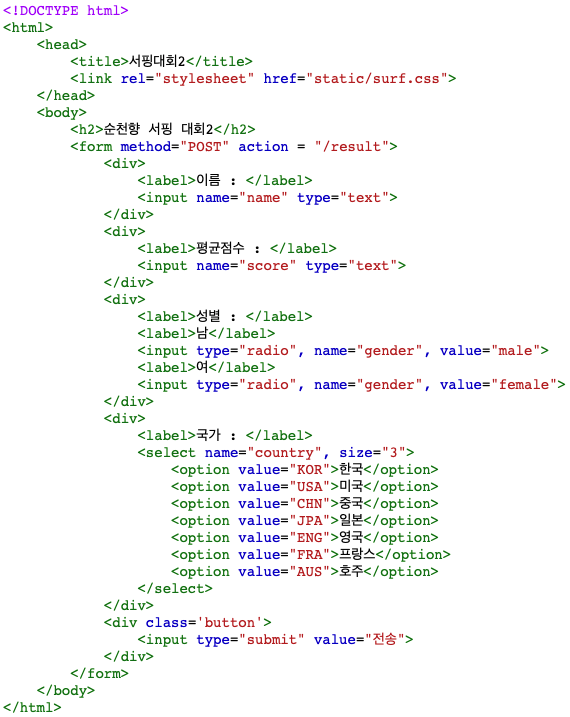 <!DOCTYPE html>
<html>
    <head>
        <title>서핑대회2</title>
        <link rel="stylesheet" href="static/surf.css">
    </head>
    <body>
        <h2>순천향 서핑 대회2</h2>
        <form method="POST" action = "/result">
            <div>
                <label>이름 : </label>
                <input name="name" type="text">
            </div>
            <div>
                <label>평균점수 : </label>
                <input name="score" type="text">
            </div>
            <div>
                <label>성별 : </label>
                <label>남</label>
                <input type="radio", name="gender", value="male">
                <label>여</label>
                <input type="radio", name="gender", value="female">
            </div>
            <div>
                <label>국가 : </label>
                <select name="country", size="3">
                    <option value="KOR">한국</option>
                    <option value="USA">미국</option>
                    <option value="CHN">중국</option>
                    <option value="JPA">일본</option>
                    <option value="ENG">영국</option>
                    <option value="FRA">프랑스</option>
                    <option value="AUS">호주</option>
                </select>
            </div>
            <div class='button'>
                <input type="submit" value="전송">
            </div>
        </form>
    </body>
</html>